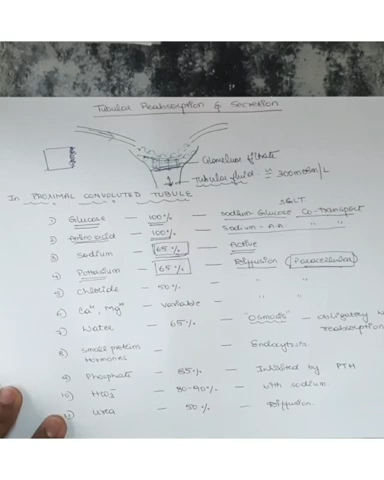 Tubular Reabsorption & Secretion
Glomerular filtrate
Tubular fluid ≅ 300 mOsm/L
In PROXIMAL CONVOLUTED TUBULE
SGLT
1) Glucose — 100% — Sodium Glucose Co-transport
2) Amino acid — 100% — Sodium - A.A. " "
3) Sodium — 65% — Active
4) Potassium — 65% — Diffusion (Paracellular)
5) Chloride — 50% — " "
6) Ca⁺⁺, Mg⁺⁺ — variable — " "
7) Water — 65% — "Osmosis" — obligatory
reabsorption
8) Small proteins — — Endocytosis
Hormones
9) Phosphate — 85% — Inhibited by PTH
10) HCO₃⁻ — 80-90% — with sodium
Urea — 50% — Diffusion.